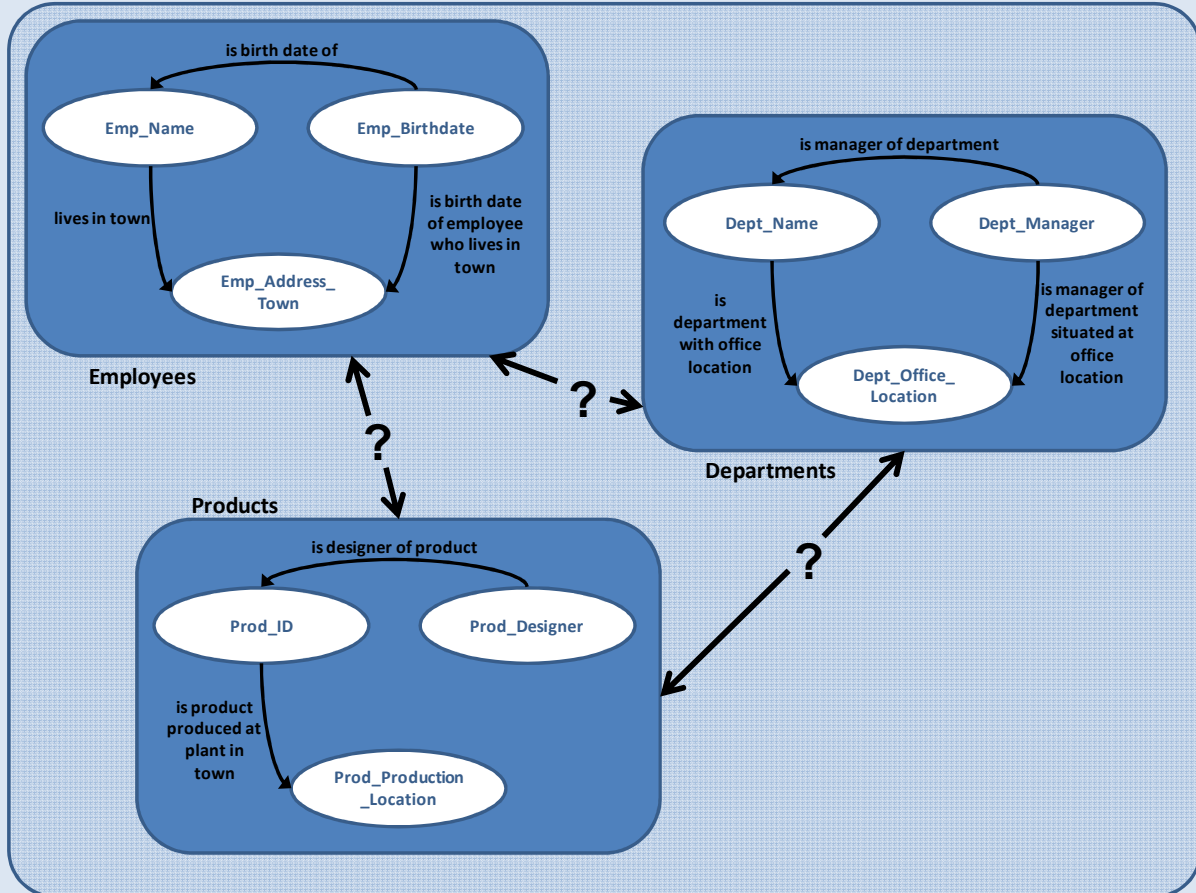 is birth date of
Emp_Name
Emp_Birthdate
lives in town
is birth date
of employee
who lives in
town
Emp_Address_
Town
Employees
is manager of department
Dept_Name
Dept_Manager
is
department
with office
location
is manager of
department
situated at
office
location
Dept_Office_
Location
Departments
?
?
?
Products
is designer of product
Prod_ID
Prod_Designer
is product
produced at
plant in
town
Prod_Production
_Location